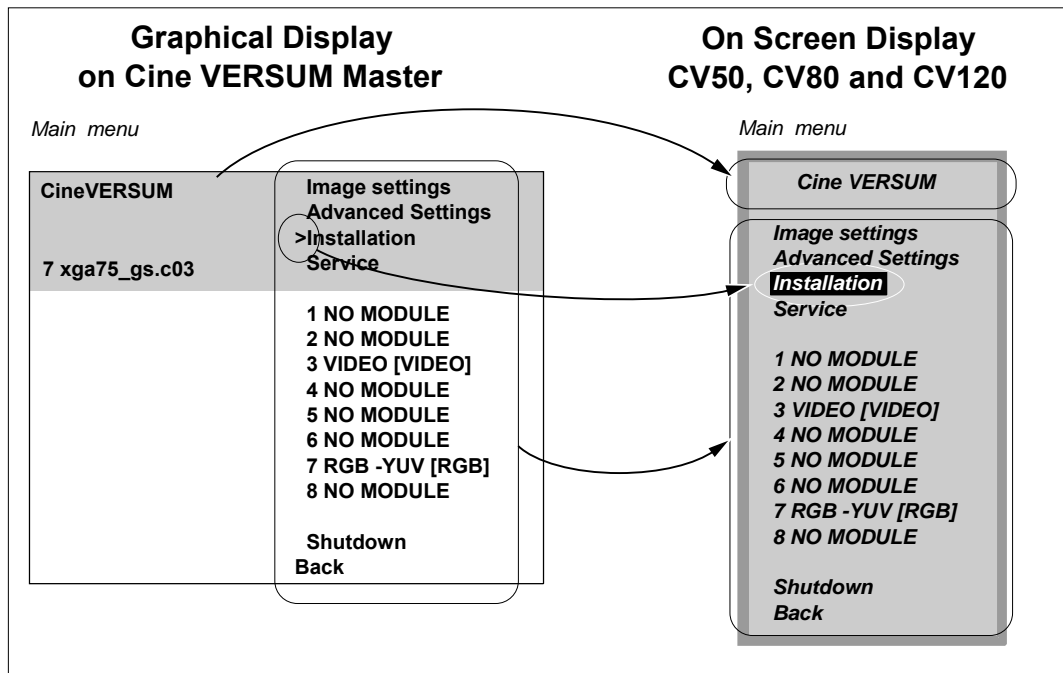 Graphical Display
on Cine VERSUM Master
Main menu
CineVERSUM
7 xga75_gs.c03
Image settings
Advanced Settings
>Installation
Service
1 NO MODULE
2 NO MODULE
3 VIDEO [VIDEO]
4 NO MODULE
5 NO MODULE
6 NO MODULE
7 RGB -YUV [RGB]
8 NO MODULE
Shutdown
Back
On Screen Display
CV50, CV80 and CV120
Main menu
Cine VERSUM
Image settings
Advanced Settings
Installation
Service
1 NO MODULE
2 NO MODULE
3 VIDEO [VIDEO]
4 NO MODULE
5 NO MODULE
6 NO MODULE
7 RGB -YUV [RGB]
8 NO MODULE
Shutdown
Back